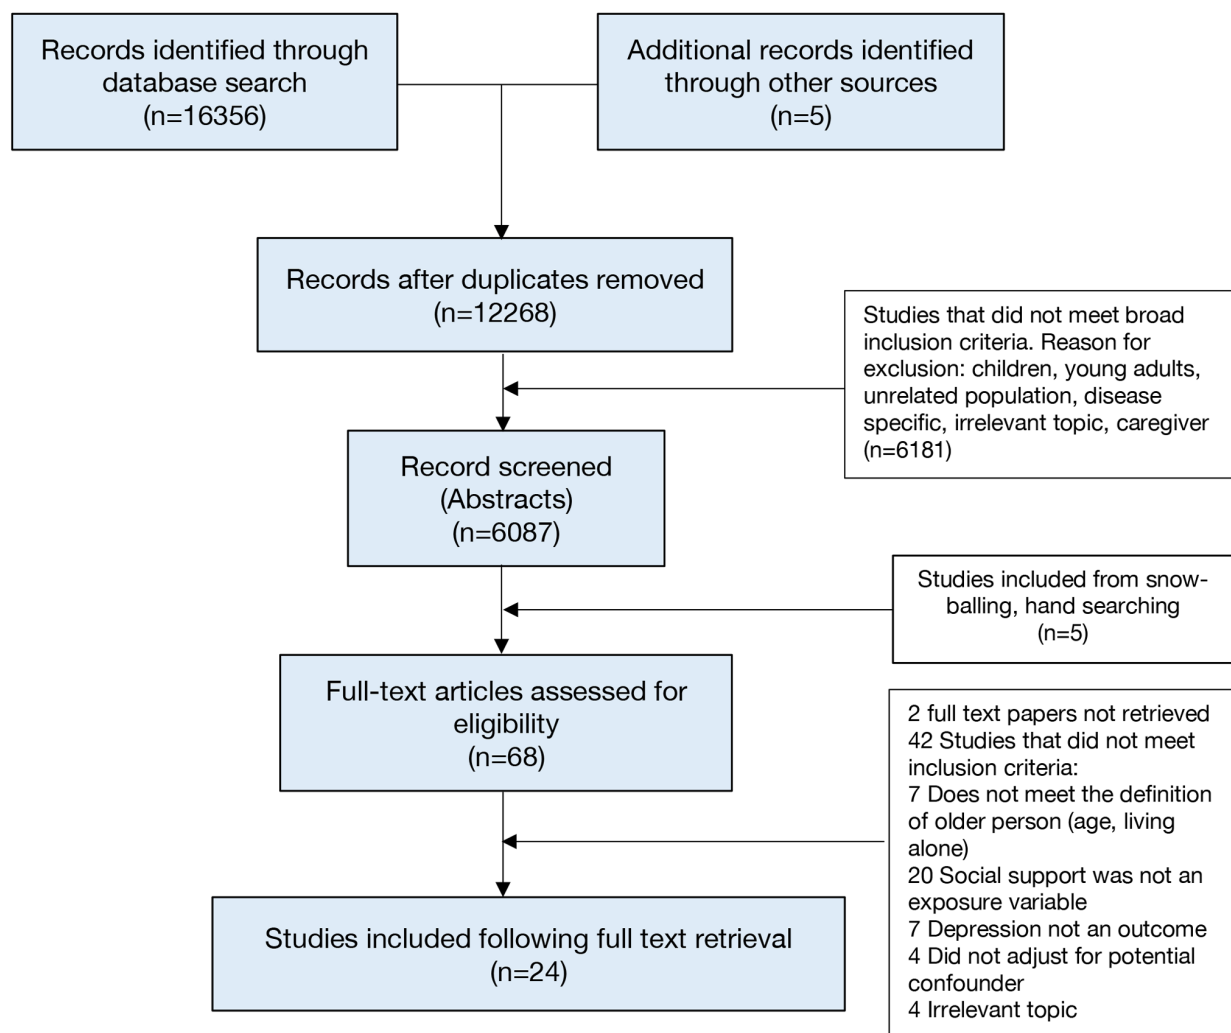 Records identified through
database search
(n=16356)
Additional records identified
through other sources
(n=5)
Records after duplicates removed
(n=12268)
Studies that did not meet broad
inclusion criteria. Reason for
exclusion: children, young adults,
unrelated population, disease
specific, irrelevant topic, caregiver
(n=6181)
Record screened
(Abstracts)
(n=6087)
Studies included from snow-
balling, hand searching
(n=5)
Full-text articles assessed for
eligibility
(n=68)
2 full text papers not retrieved
42 Studies that did not meet
inclusion criteria:
7 Does not meet the definition
of older person (age, living
alone)
20 Social support was not an
exposure variable
7 Depression not an outcome
4 Did not adjust for potential
confounder
4 Irrelevant topic
Studies included following full text retrieval
(n=24)